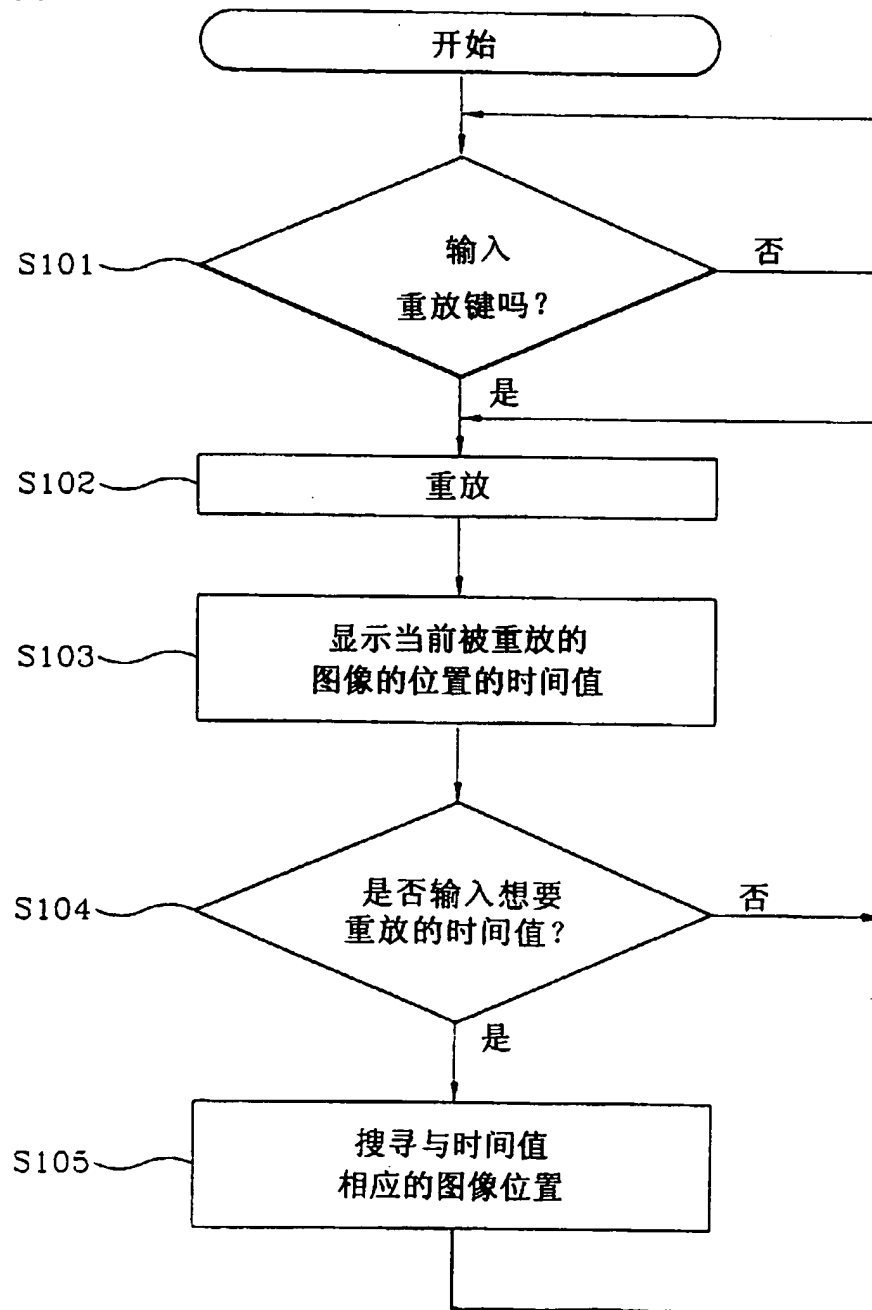 开始
S101
输入
重放键吗?
否
是
S102
重放
S103
显示当前被重放的
图像的位置的时间值
S104
是否输入想要
重放的时间值?
否
是
S105
搜寻与时间值
相应的图像位置